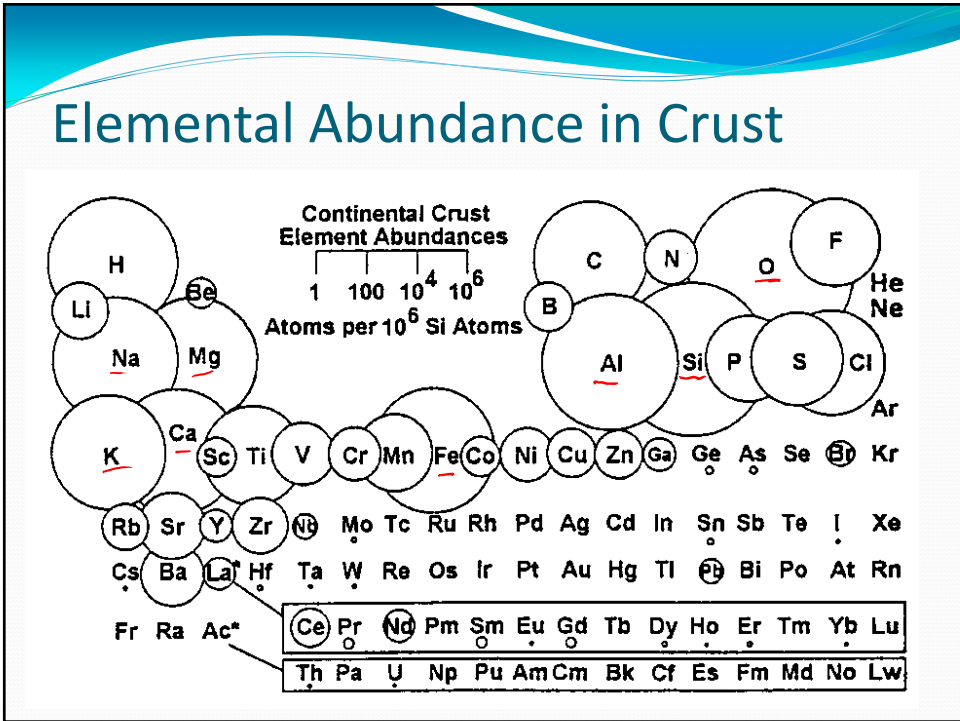 Elemental Abundance in Crust
Continental Crust
Element Abundances
1 100 10^4 10^6
Atoms per 10^6 Si Atoms
H C N O F He
Li Be B Ne
Na Mg Al Si P S Cl
Ar
K Ca Sc Ti V Cr Mn Fe Co Ni Cu Zn Ga Ge As Se Br Kr
Rb Sr Y Zr Nb Mo Tc Ru Rh Pd Ag Cd In Sn Sb Te I Xe
Cs Ba La* Hf Ta W Re Os Ir Pt Au Hg Tl Pb Bi Po At Rn
Fr Ra Ac*
Ce Pr Nd Pm Sm Eu Gd Tb Dy Ho Er Tm Yb Lu
Th Pa U Np Pu Am Cm Bk Cf Es Fm Md No Lw